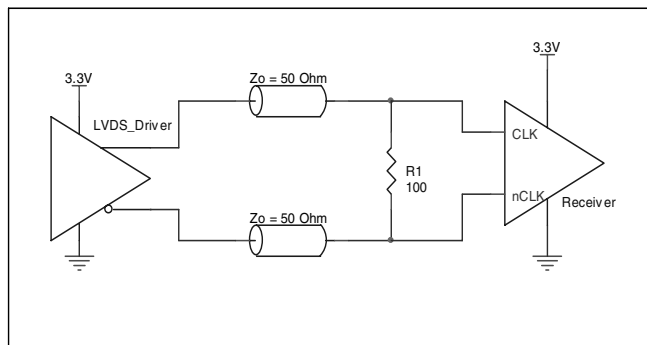 3.3V
Zo = 50 Ohm
3.3V
LVDS_Driver
CLK
R1
100
nCLK
Receiver
Zo = 50 Ohm